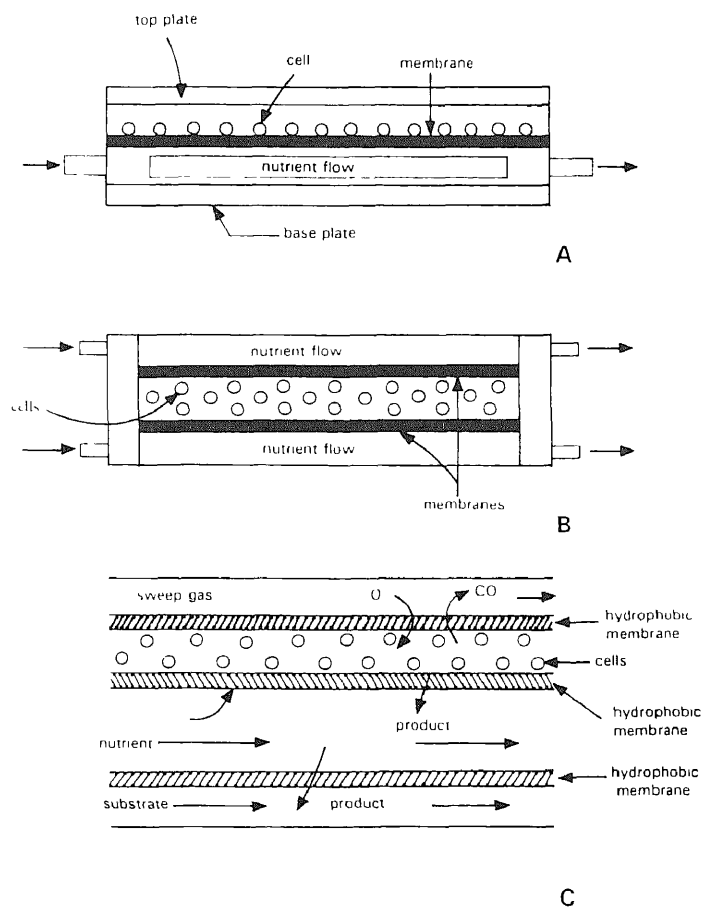 top plate
cell
membrane
nutrient flow
base plate
A
nutrient flow
cells
nutrient flow
membranes
B
sweep gas
O
CO
hydrophobic
membrane
cells
product
hydrophobic
membrane
nutrient
hydrophobic
membrane
substrate
product
C